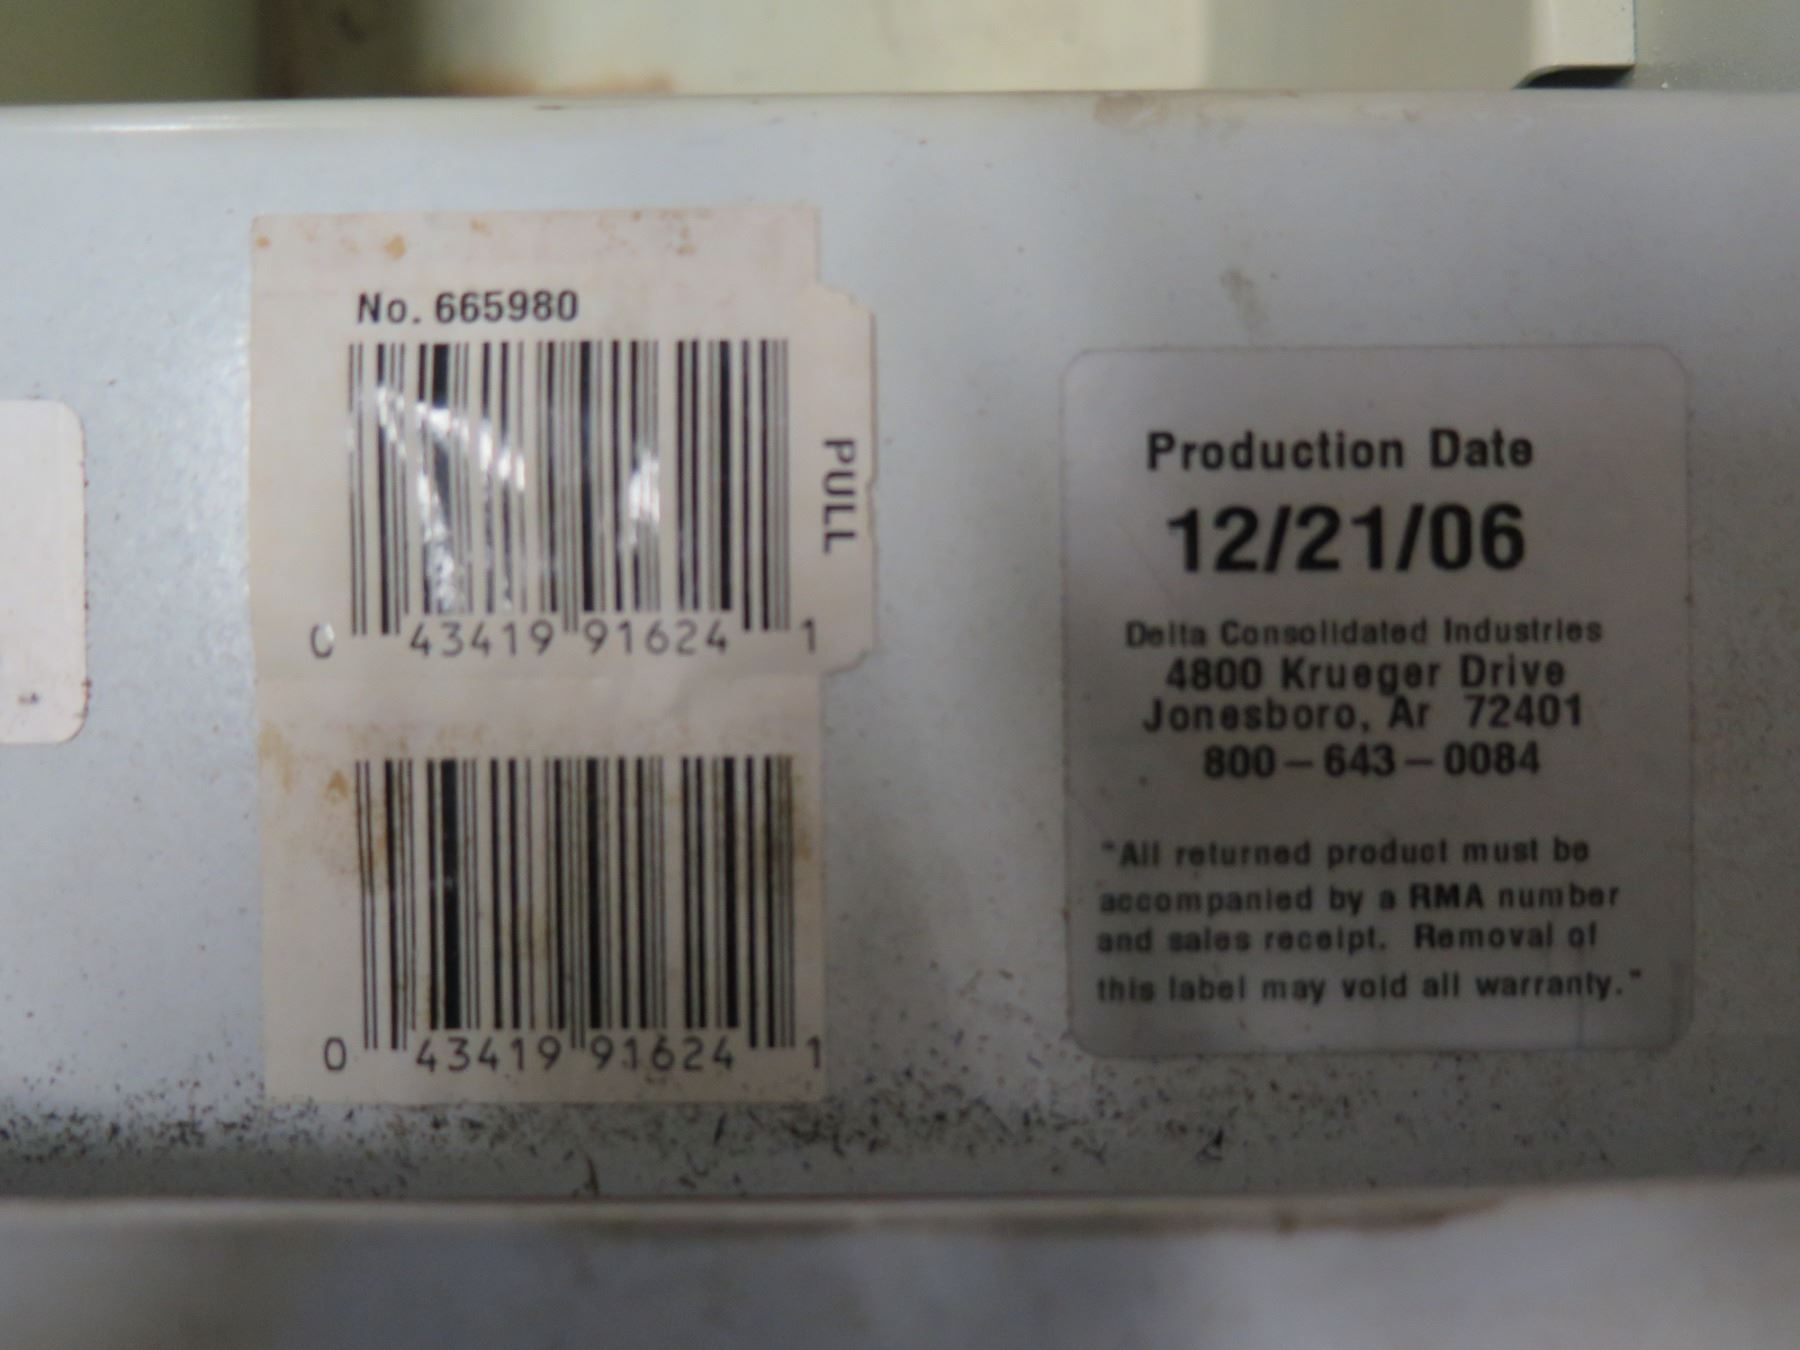 No. 665980
PULL
0 43419 91624 1
0 43419 91624 1
Production Date
12/21/06
Delta Consolidated Industries
4800 Krueger Drive
Jonesboro, Ar 72401
800-643-0084
"All returned product must be
accompanied by a RMA number
and sales receipt. Removal of
this label may void all warranty."